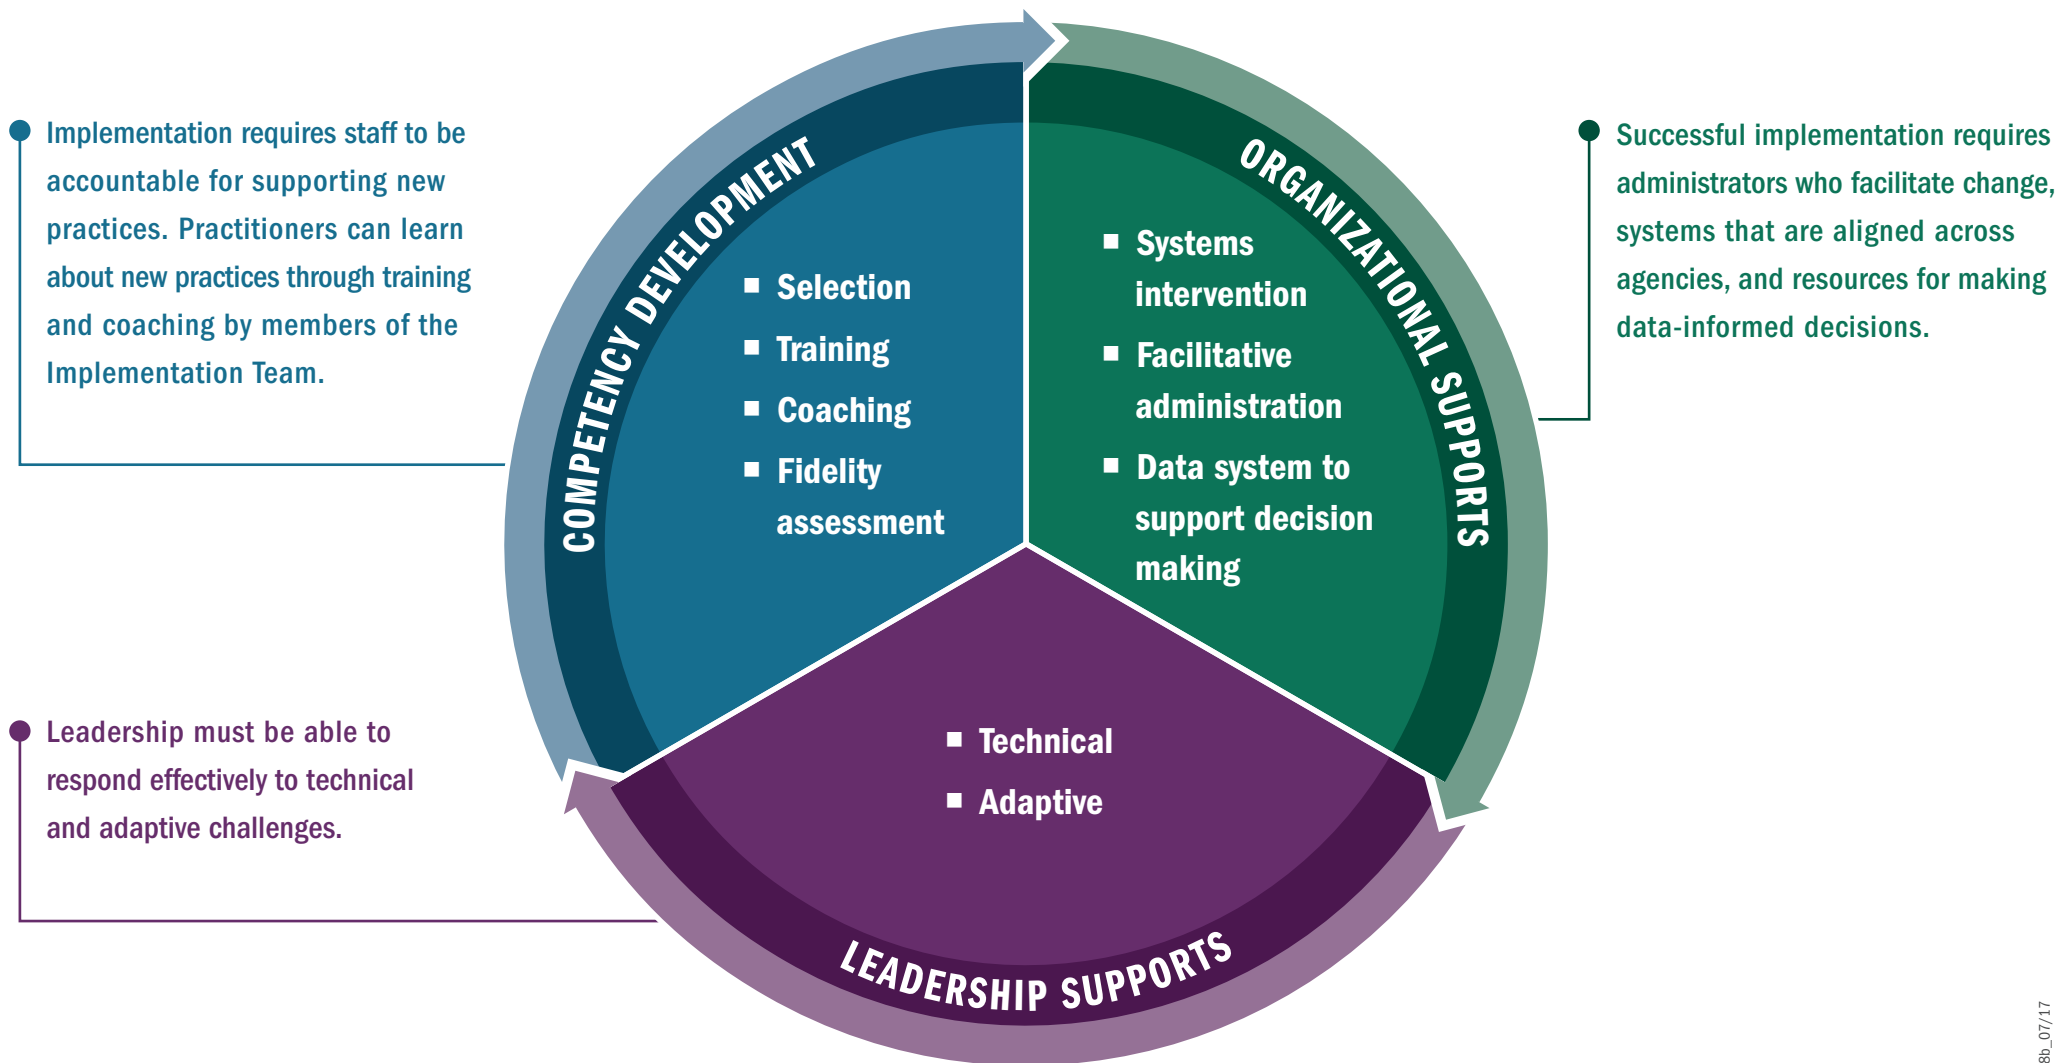 Implementation requires staff to be
accountable for supporting new
practices. Practitioners can learn
about new practices through training
and coaching by members of the
Implementation Team.
COMPETENCY DEVELOPMENT
■ Selection
■ Training
■ Coaching
■ Fidelity
assessment
ORGANIZATIONAL SUPPORTS
■ Systems
intervention
■ Facilitative
administration
■ Data system to
support decision
making
Successful implementation requires
administrators who facilitate change,
systems that are aligned across
agencies, and resources for making
data-informed decisions.
Leadership must be able to
respond effectively to technical
and adaptive challenges.
■ Technical
■ Adaptive
LEADERSHIP SUPPORTS
8b_07/17